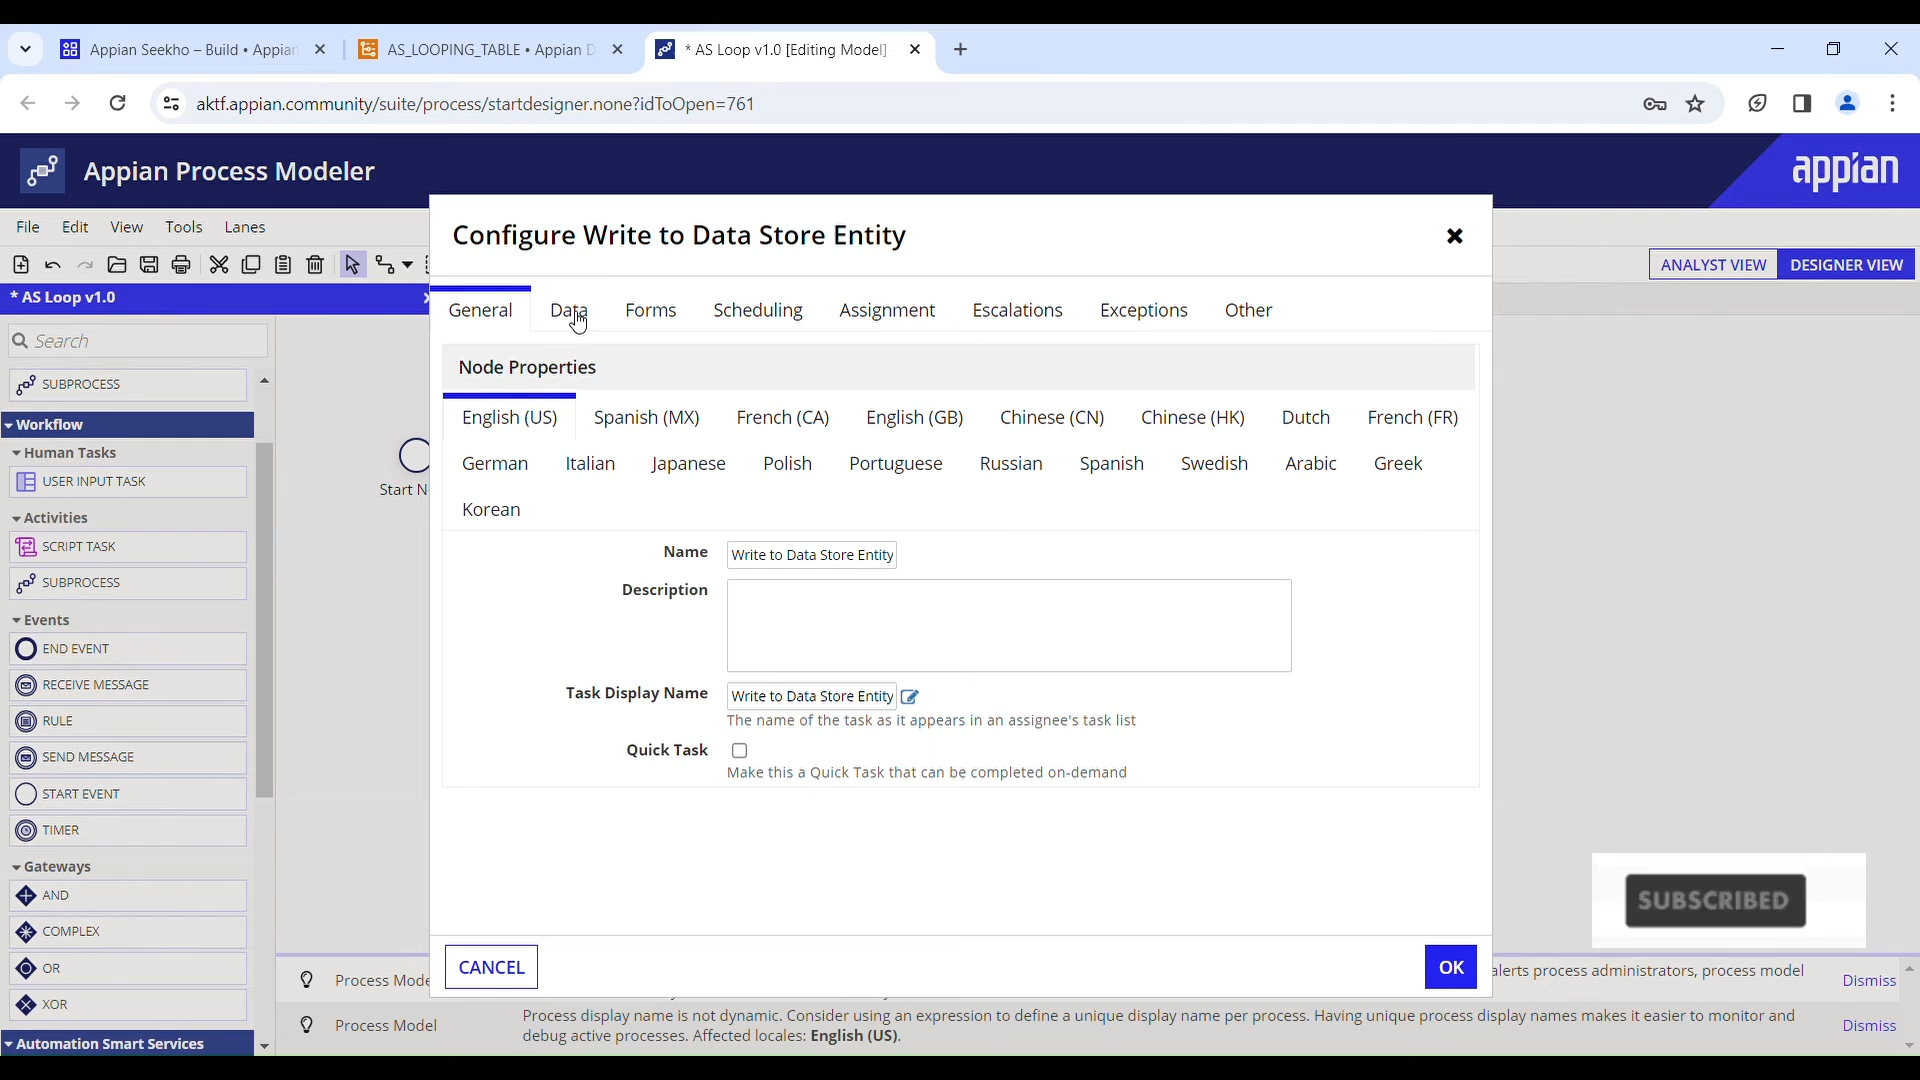 Appian Seekho – Build • Appian
AS_LOOPING_TABLE • Appian D
* AS Loop v1.0 [Editing Model]
aktf.appian.community/suite/process/startdesigner.none?idToOpen=761
Appian Process Modeler
appian
File Edit View Tools Lanes
ANALYST VIEW DESIGNER VIEW
* AS Loop v1.0
Search
SUBPROCESS
Workflow
Human Tasks
USER INPUT TASK
Activities
SCRIPT TASK
SUBPROCESS
Events
END EVENT
RECEIVE MESSAGE
RULE
SEND MESSAGE
START EVENT
TIMER
Gateways
AND
COMPLEX
OR
XOR
Automation Smart Services
Start N
Configure Write to Data Store Entity
General Data Forms Scheduling Assignment Escalations Exceptions Other
Node Properties
English (US) Spanish (MX) French (CA) English (GB) Chinese (CN) Chinese (HK) Dutch French (FR)
German Italian Japanese Polish Portuguese Russian Spanish Swedish Arabic Greek
Korean
Name Write to Data Store Entity
Description
Task Display Name Write to Data Store Entity
The name of the task as it appears in an assignee's task list
Quick Task
Make this a Quick Task that can be completed on-demand
CANCEL OK
SUBSCRIBED
Process Mode alerts process administrators, process model Dismiss
Process Model Process display name is not dynamic. Consider using an expression to define a unique display name per process. Having unique process display names makes it easier to monitor and Dismiss
debug active processes. Affected locales: English (US).